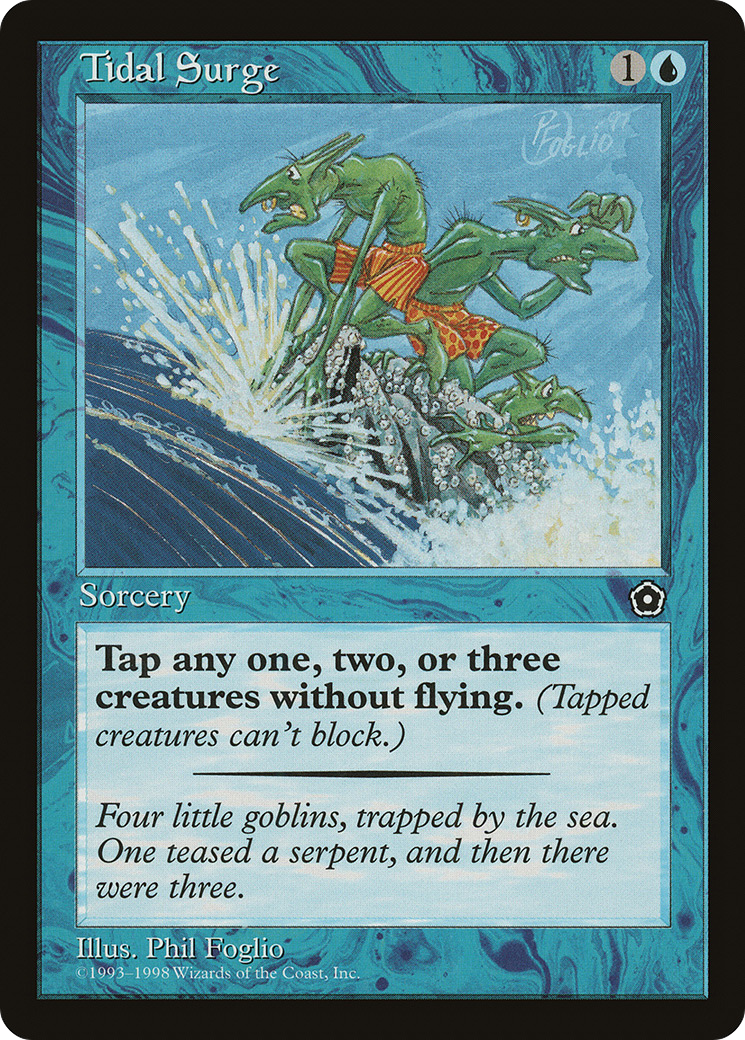 Tidal Surge 1
P Foglio 97
Sorcery
Tap any one, two, or three
creatures without flying. (Tapped
creatures can't block.)
Four little goblins, trapped by the sea.
One teased a serpent, and then there
were three.
Illus. Phil Foglio
©1993–1998 Wizards of the Coast, Inc.